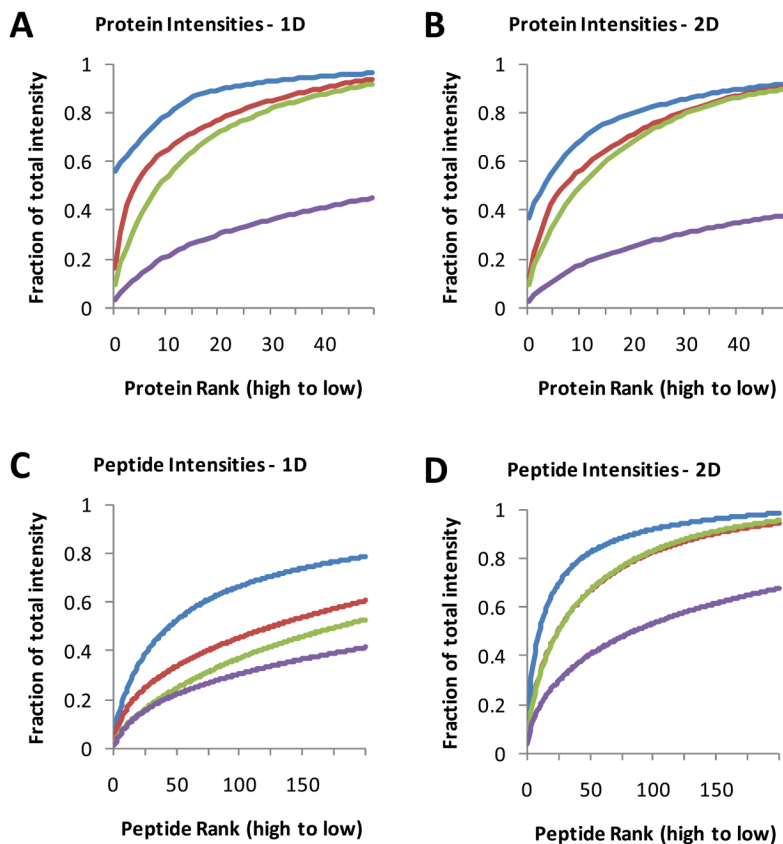 A
Protein Intensities - 1D
Fraction of total intensity
1
0.8
0.6
0.4
0.2
0
0 10 20 30 40
Protein Rank (high to low)
B
Protein Intensities - 2D
Fraction of total intensity
1
0.8
0.6
0.4
0.2
0
0 10 20 30 40
Protein Rank (high to low)
C
Peptide Intensities - 1D
Fraction of total intensity
1
0.8
0.6
0.4
0.2
0
0 50 100 150
Peptide Rank (high to low)
D
Peptide Intensities - 2D
Fraction of total intensity
1
0.8
0.6
0.4
0.2
0
0 50 100 150
Peptide Rank (high to low)